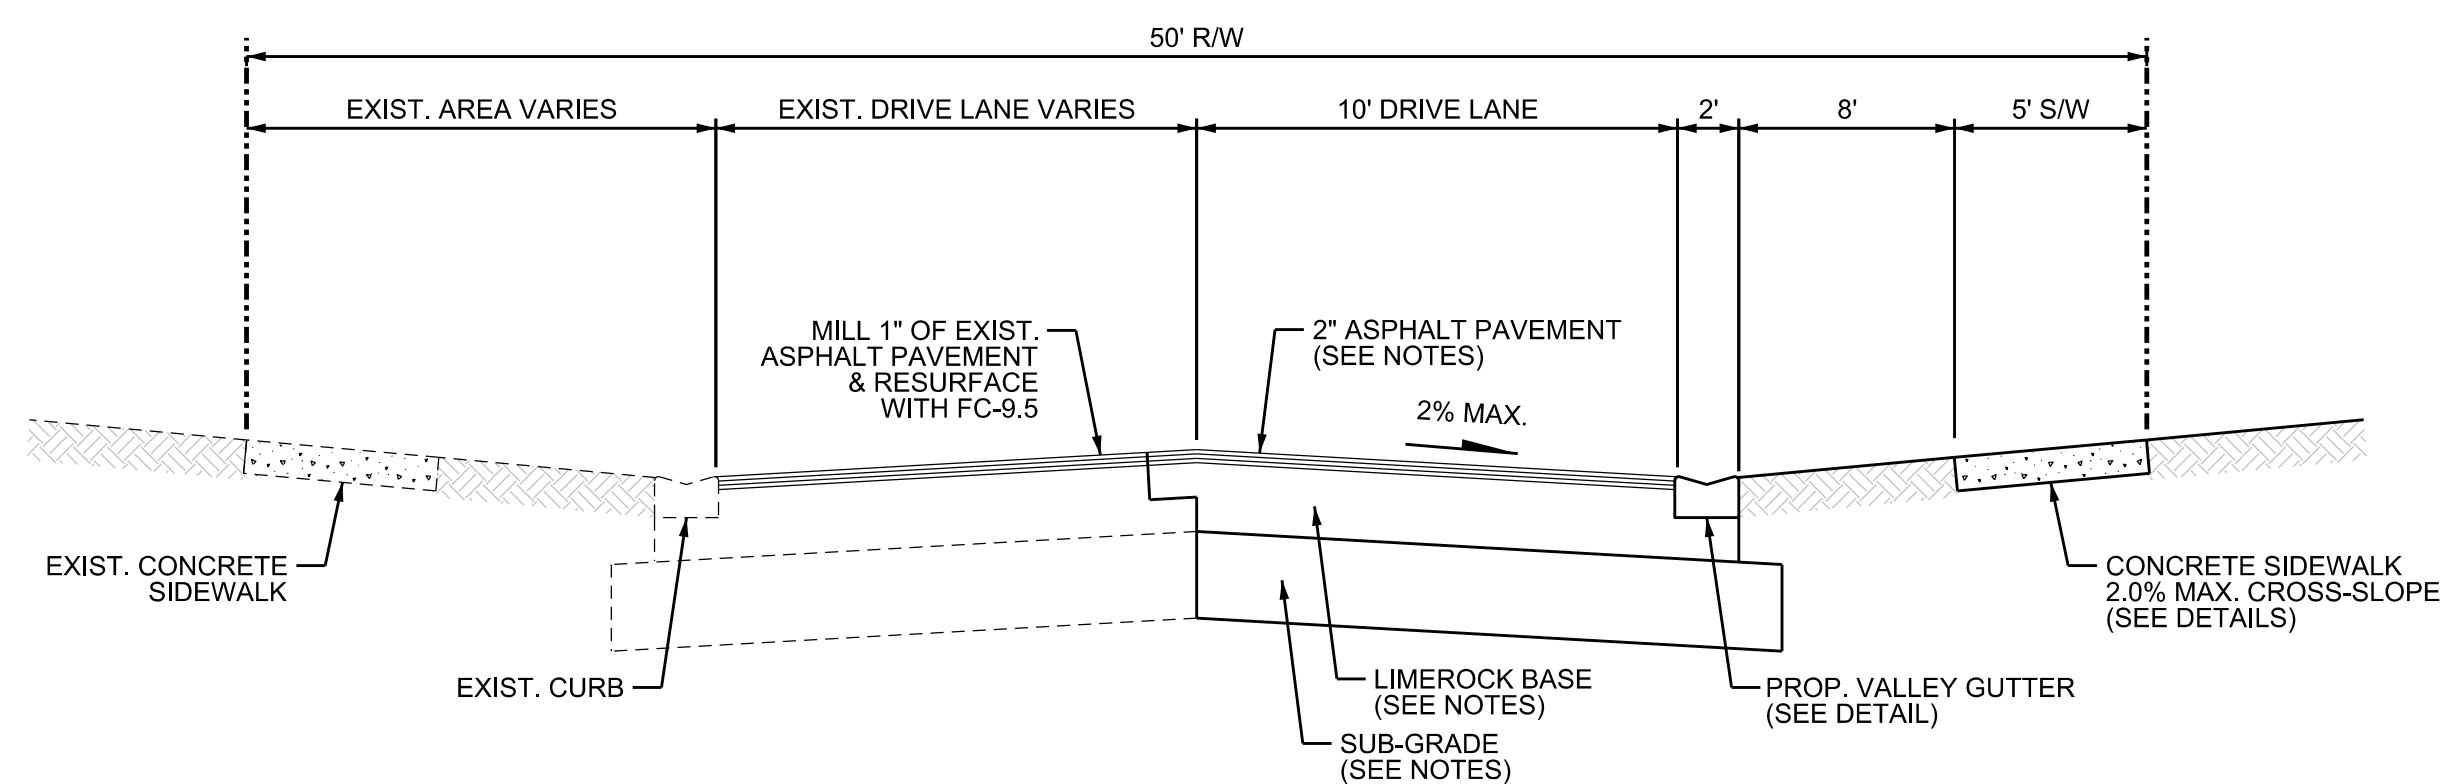 50' R/W
EXIST. AREA VARIES
EXIST. DRIVE LANE VARIES
10' DRIVE LANE
2'
8'
5' S/W
MILL 1" OF EXIST.
ASPHALT PAVEMENT
& RESURFACE
WITH FC-9.5
2" ASPHALT PAVEMENT
(SEE NOTES)
2% MAX.
EXIST. CONCRETE
SIDEWALK
CONCRETE SIDEWALK
2.0% MAX. CROSS-SLOPE
(SEE DETAILS)
EXIST. CURB
LIMEROCK BASE
(SEE NOTES)
PROP. VALLEY GUTTER
(SEE DETAIL)
SUB-GRADE
(SEE NOTES)